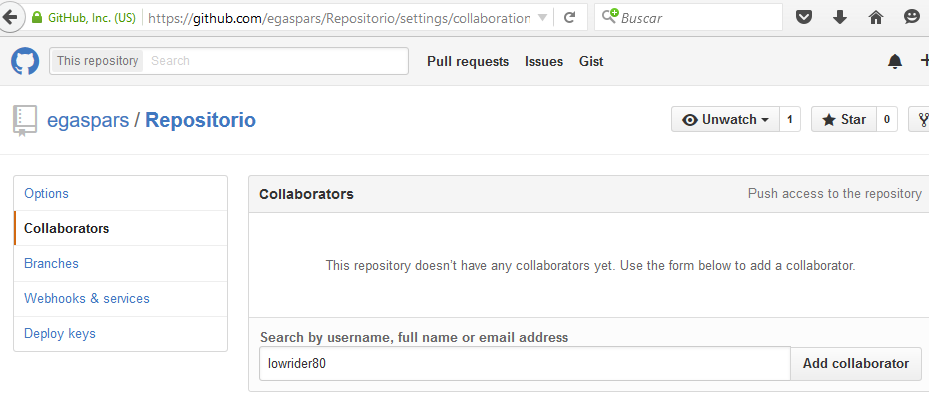 GitHub, Inc. (US) https://github.com/egaspars/Repositorio/settings/collaboration Buscar
This repository Search Pull requests Issues Gist
egaspars / Repositorio Unwatch 1 Star 0
Options
Collaborators
Branches
Webhooks & services
Deploy keys
Collaborators Push access to the repository
This repository doesn't have any collaborators yet. Use the form below to add a collaborator.
Search by username, full name or email address
lowrider80 Add collaborator